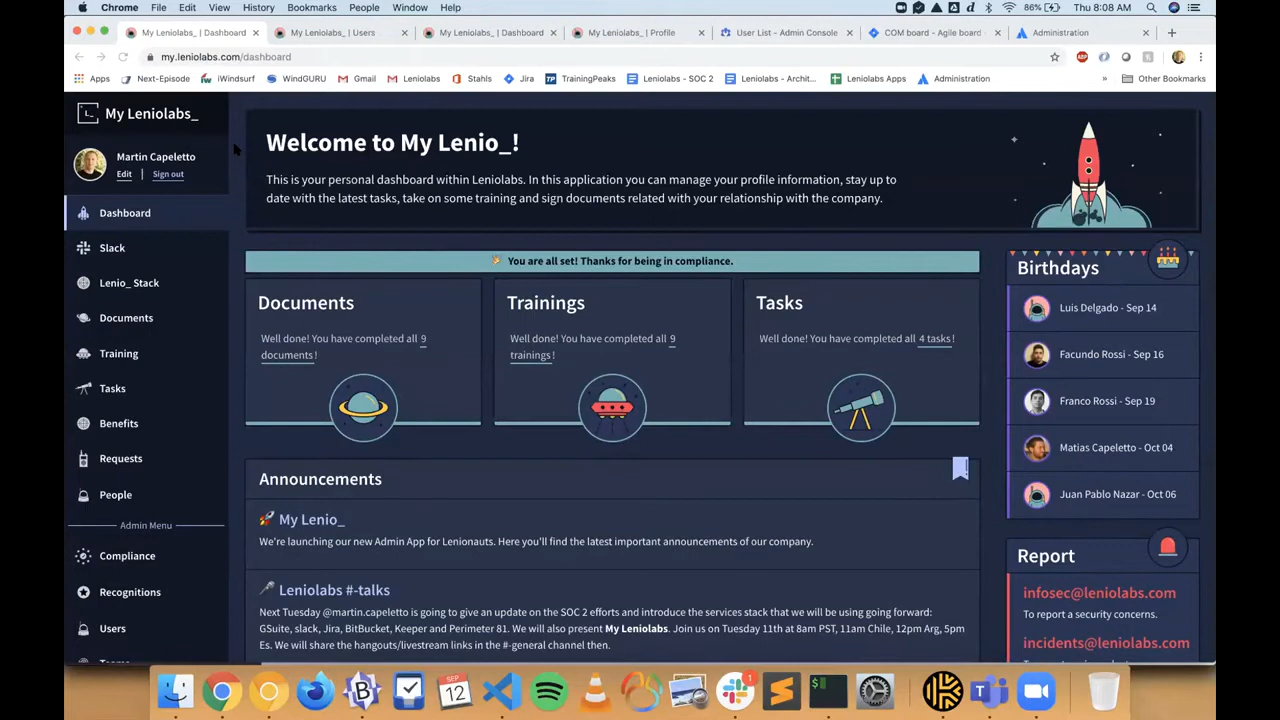 Chrome File Edit View History Bookmarks People Window Help
86% Thu 8:08 AM
My Leniolabs_ | Dashboard
My Leniolabs_ | Users
My Leniolabs_ | Dashboard
My Leniolabs_ | Profile
User List - Admin Console
COM board - Agile board
Administration
my.leniolabs.com/dashboard
ABP
Apps Next-Episode iWindsurf WindGURU Gmail Leniolabs Stahls Jira TrainingPeaks Leniolabs - SOC 2 Leniolabs - Archit... Leniolabs Apps Administration » Other Bookmarks
My Leniolabs_
Martin Capeletto
Edit | Sign out
Dashboard
Slack
Lenio_ Stack
Documents
Training
Tasks
Benefits
Requests
People
Admin Menu
Compliance
Recognitions
Users
Welcome to My Lenio_!
This is your personal dashboard within Leniolabs. In this application you can manage your profile information, stay up to
date with the latest tasks, take on some training and sign documents related with your relationship with the company.
You are all set! Thanks for being in compliance.
Documents
Well done! You have completed all 9
documents!
Trainings
Well done! You have completed all 9
trainings!
Tasks
Well done! You have completed all 4 tasks!
Announcements
My Lenio_
We're launching our new Admin App for Lenionauts. Here you'll find the latest important announcements of our company.
Leniolabs #-talks
Next Tuesday @martin.capeletto is going to give an update on the SOC 2 efforts and introduce the services stack that we will be using going forward:
GSuite, slack, Jira, BitBucket, Keeper and Perimeter 81. We will also present My Leniolabs. Join us on Tuesday 11th at 8am PST, 11am Chile, 12pm Arg, 5pm
Es. We will share the hangouts/livestream links in the #-general channel then.
Birthdays
Luis Delgado - Sep 14
Facundo Rossi - Sep 16
Franco Rossi - Sep 19
Matias Capeletto - Oct 04
Juan Pablo Nazar - Oct 06
Report
infosec@leniolabs.com
To report a security concerns.
incidents@leniolabs.com
SEP
12
1